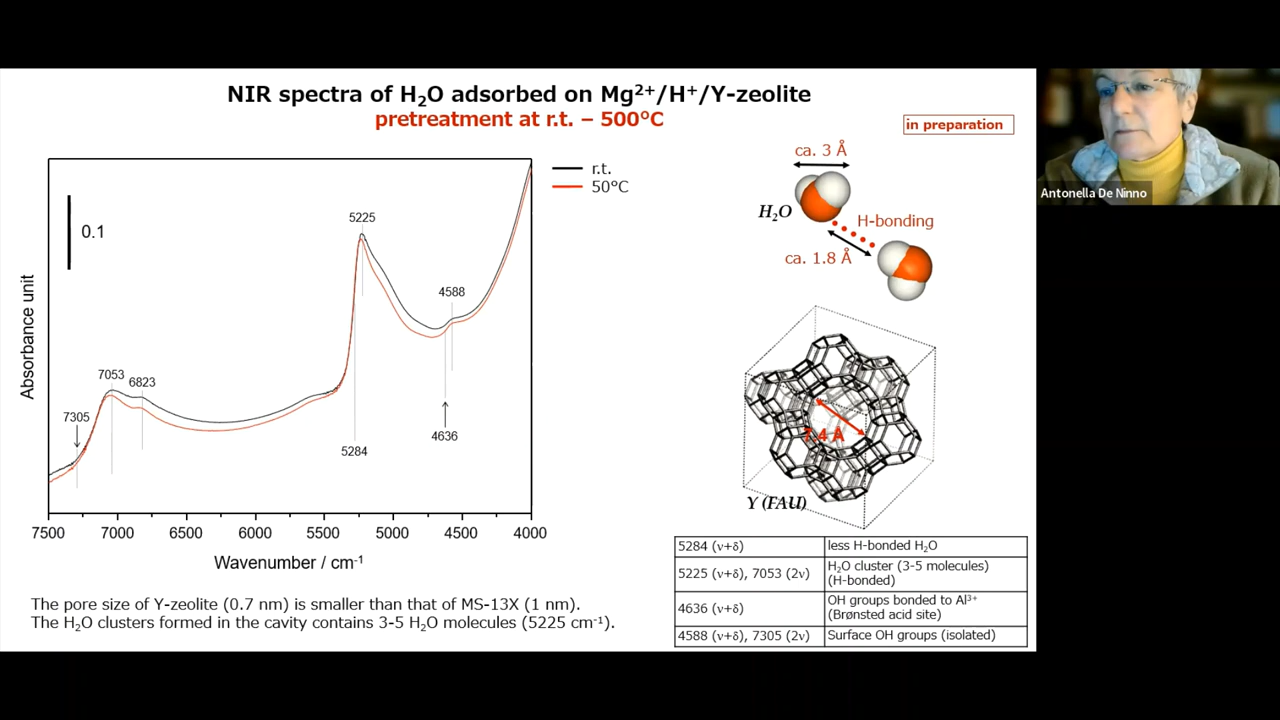 NIR spectra of H₂O adsorbed on Mg²⁺/H⁺/Y-zeolite
pretreatment at r.t. – 500°C
in preparation
Antonella De Ninno
r.t.
50°C
0.1
5225
4588
7053
6823
7305
5284
4636
Absorbance unit
7500 7000 6500 6000 5500 5000 4500 4000
Wavenumber / cm⁻¹
ca. 3 Å
H₂O
H-bonding
ca. 1.8 Å
7.4 Å
Y (FAU)
The pore size of Y-zeolite (0.7 nm) is smaller than that of MS-13X (1 nm).
The H₂O clusters formed in the cavity contains 3-5 H₂O molecules (5225 cm⁻¹).
5284 (ν+δ) less H-bonded H₂O
5225 (ν+δ), 7053 (2ν) H₂O cluster (3-5 molecules)
(H-bonded)
4636 (ν+δ) OH groups bonded to Al³⁺
(Brønsted acid site)
4588 (ν+δ), 7305 (2ν) Surface OH groups (isolated)